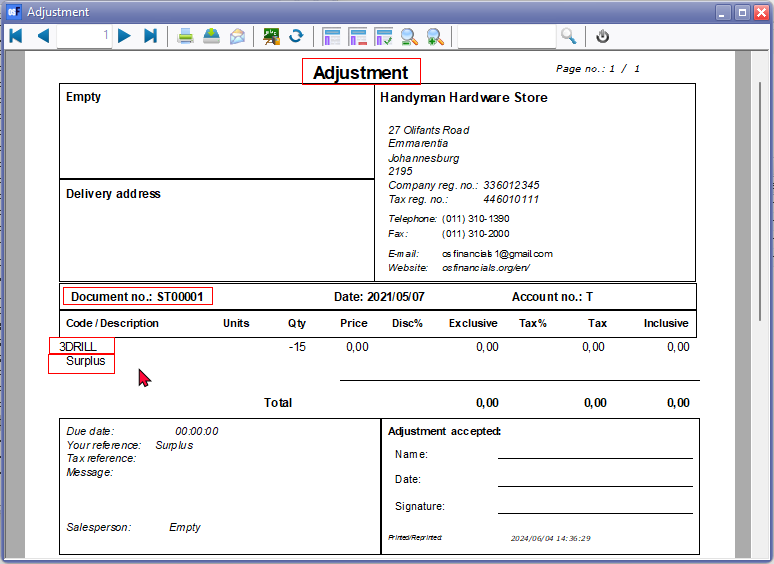 Adjustment
1
Adjustment
Page no.: 1 / 1
Empty
Handyman Hardware Store
27 Olifants Road
Emmarentia
Johannesburg
2195
Company reg. no.: 336012345
Tax reg. no.: 446010111
Telephone: (011) 310-1390
Fax: (011) 310-2000
E-mail: osfinancials1@gmail.com
Website: osfinancials.org/en/
Delivery address
Document no.: ST00001 Date: 2021/05/07 Account no.: T
Code / Description Units Qty Price Disc% Exclusive Tax% Tax Inclusive
3DRILL -15 0,00 0,00 0,00 0,00
Surplus
Total 0,00 0,00 0,00
Due date: 00:00:00
Your reference: Surplus
Tax reference:
Message:
Salesperson: Empty
Adjustment accepted:
Name:
Date:
Signature:
Printed/Reprinted: 2024/06/04 14:36:29